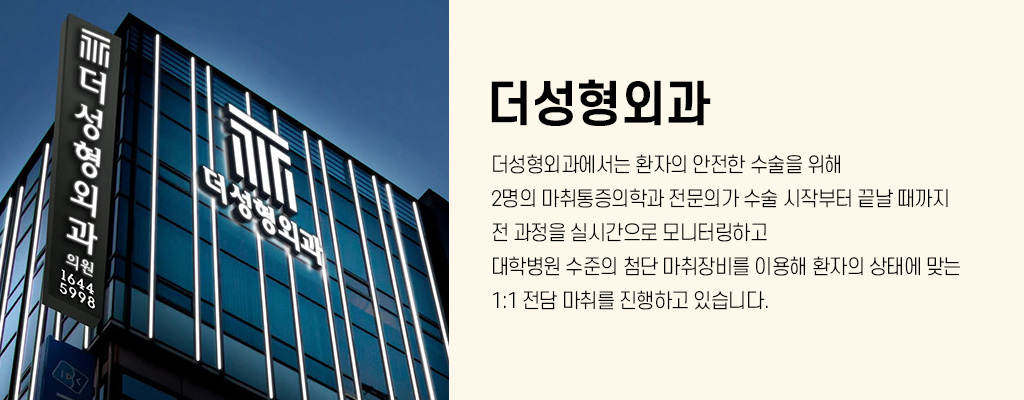 더성형외과
의원
1644
5998
더성형외과
더성형외과
더성형외과에서는 환자의 안전한 수술을 위해
2명의 마취통증의학과 전문의가 수술 시작부터 끝날 때까지
전 과정을 실시간으로 모니터링하고
대학병원 수준의 첨단 마취장비를 이용해 환자의 상태에 맞는
1:1 전담 마취를 진행하고 있습니다.